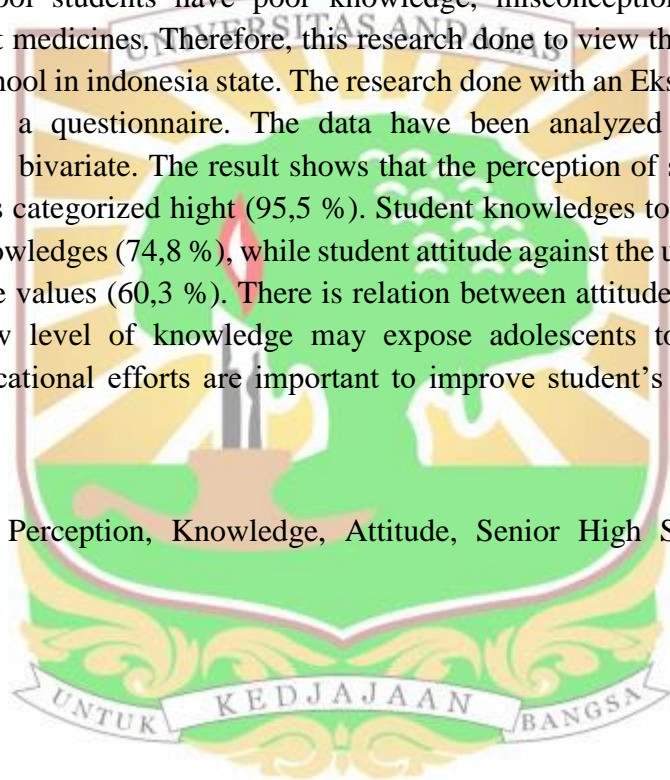 ool students have poor knowledge, misconception
t medicines. Therefore, this research done to view th
UNIVERSITAS ANDALAS
hool in indonesia state. The research done with an Eks
a questionnaire. The data have been analyzed
bivariate. The result shows that the perception of s
s categorized hight (95,5 %). Student knowledges to
owledges (74,8 %), while student attitude against the u
e values (60,3 %). There is relation between attitude
w level of knowledge may expose adolescents to
cational efforts are important to improve student’s
Perception, Knowledge, Attitude, Senior High S
UNTUK KEDJAJAAN BANGSA